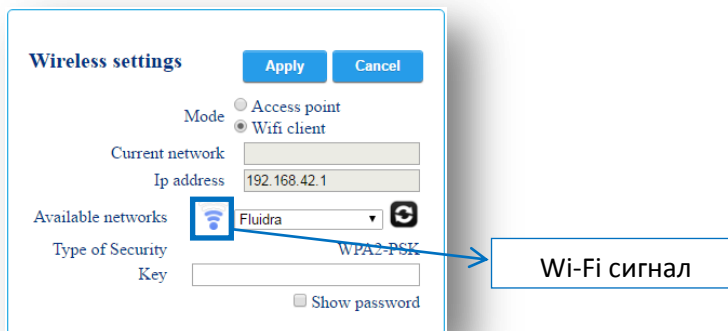 Wireless settings Apply Cancel
Mode Access point
Wifi client
Current network
Ip address 192.168.42.1
Available networks Fluidra
Type of Security WPA2-PSK
Key
Show password
Wi-Fi сигнал